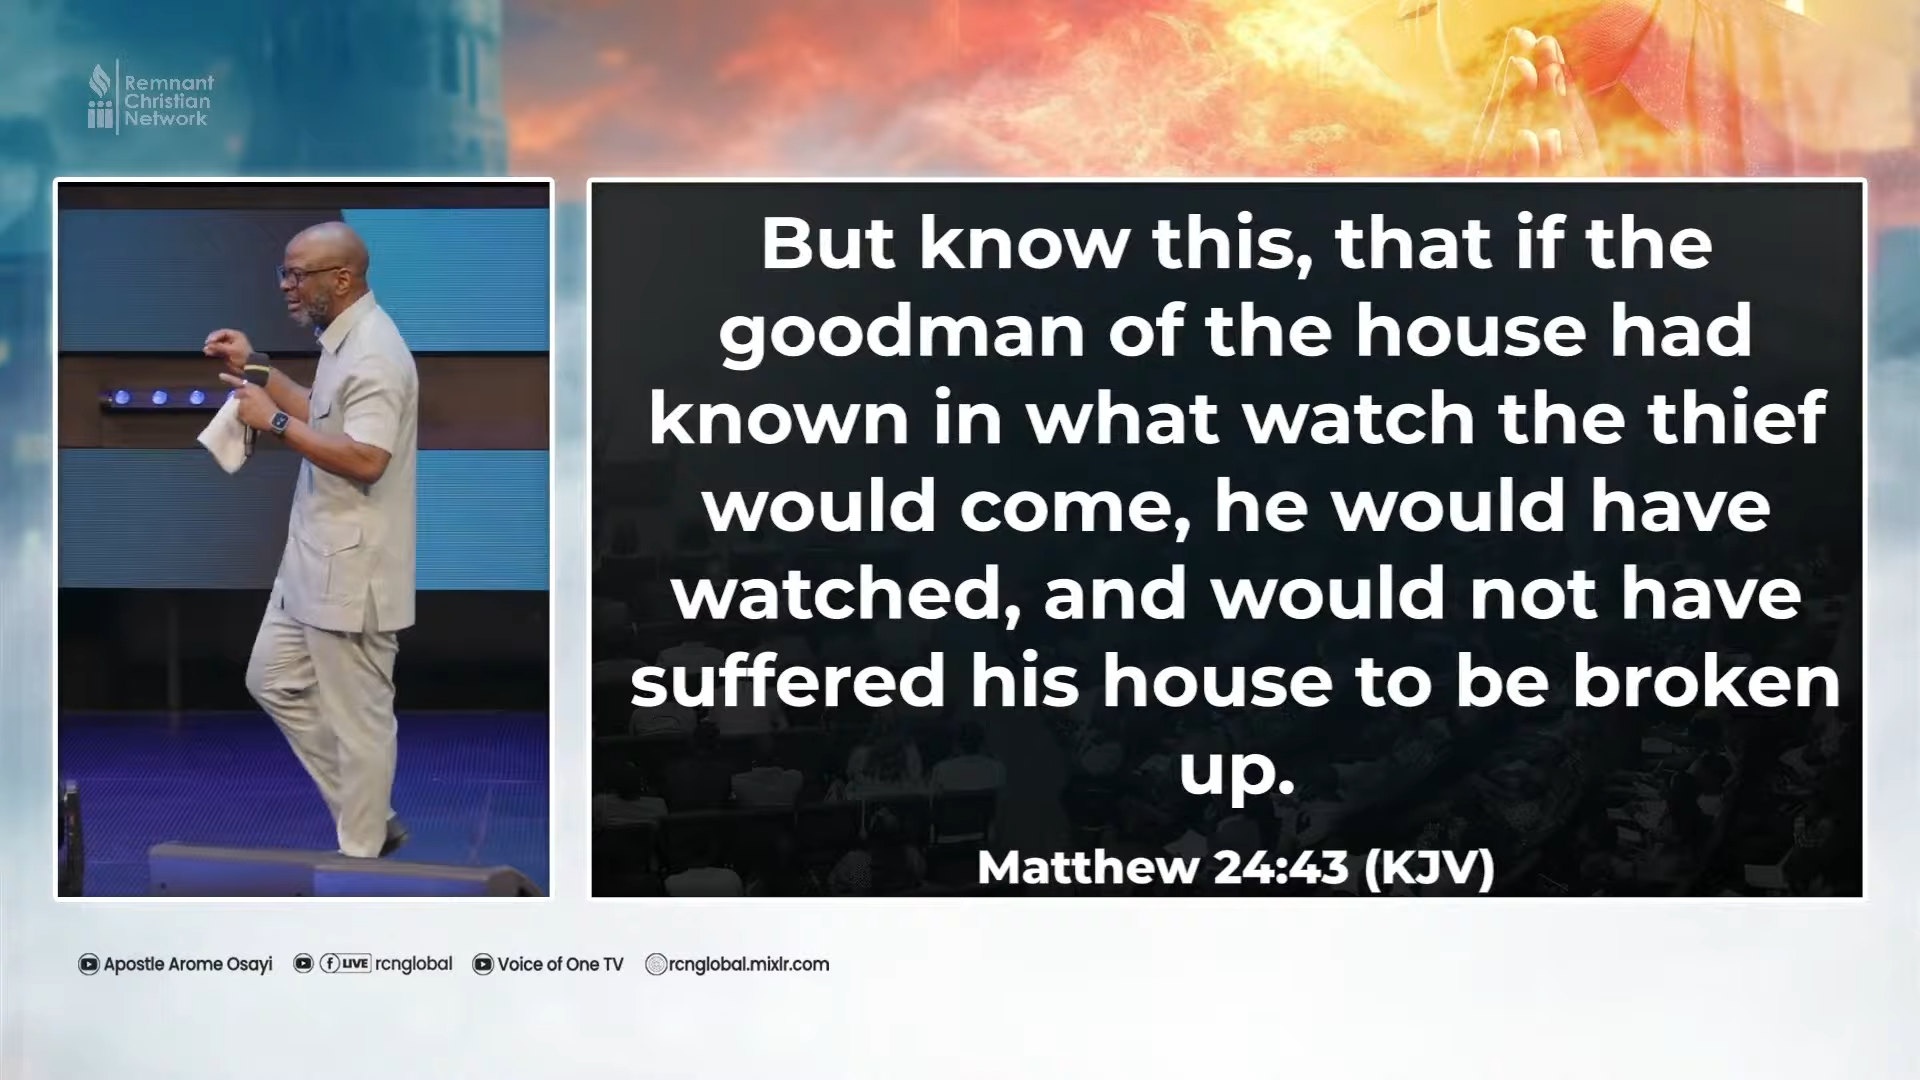 Remnant
Christian
Network
But know this, that if the
goodman of the house had
known in what watch the thief
would come, he would have
watched, and would not have
suffered his house to be broken
up.
Matthew 24:43 (KJV)
Apostle Arome Osayi f LIVE rcnglobal Voice of One TV rcnglobal.mixlr.com